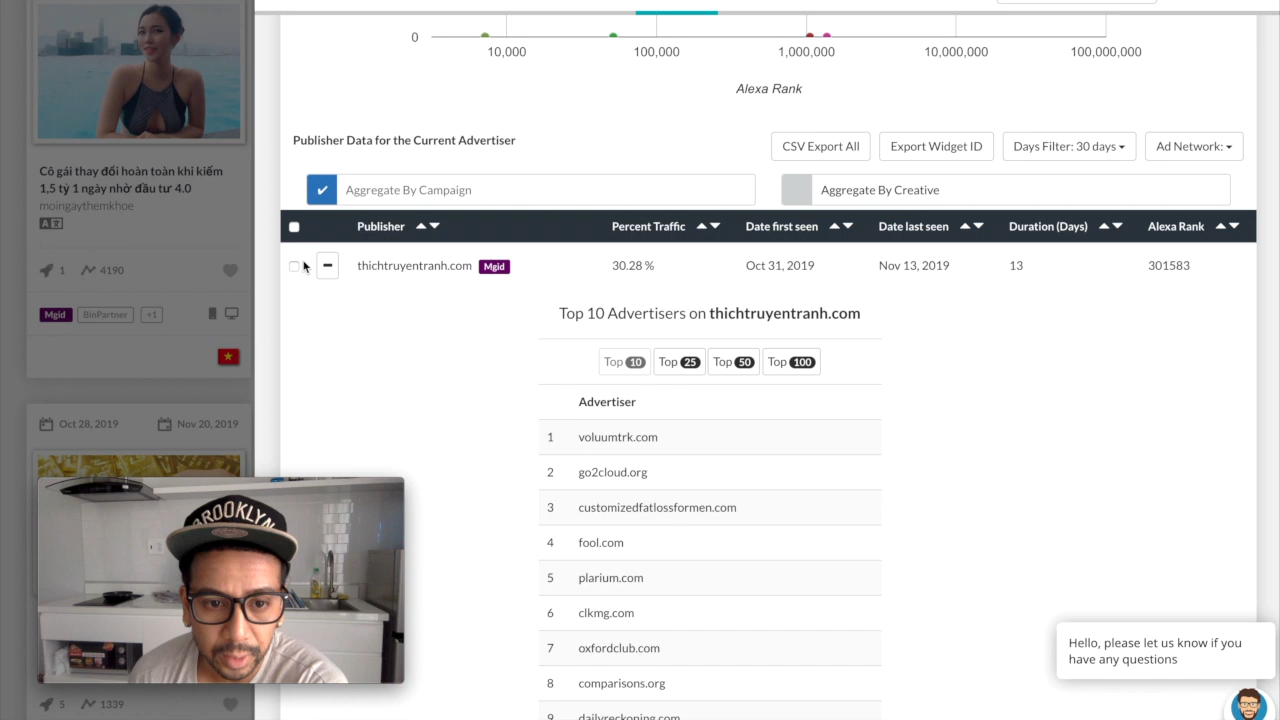 0
10,000
100,000
1,000,000
10,000,000
100,000,000
Alexa Rank
Cô gái thay đổi hoàn toàn khi kiếm
1,5 tỷ 1 ngày nhờ đầu tư 4.0
moingaythemkhoe
1
4190
Mgid
BinPartner
+1
Oct 28, 2019
Nov 20, 2019
5
1339
Publisher Data for the Current Advertiser
CSV Export All
Export Widget ID
Days Filter: 30 days
Ad Network:
Aggregate By Campaign
Aggregate By Creative
Publisher
Percent Traffic
Date first seen
Date last seen
Duration (Days)
Alexa Rank
thichtruyentranh.com
Mgid
30.28 %
Oct 31, 2019
Nov 13, 2019
13
301583
Top 10 Advertisers on thichtruyentranh.com
Top 10
Top 25
Top 50
Top 100
Advertiser
1 voluumtrk.com
2 go2cloud.org
3 customizedfatlossformen.com
4 fool.com
5 plarium.com
6 clkmg.com
7 oxfordclub.com
8 comparisons.org
9 dailyreckoning.com
BROOKLYN
Hello, please let us know if you
have any questions